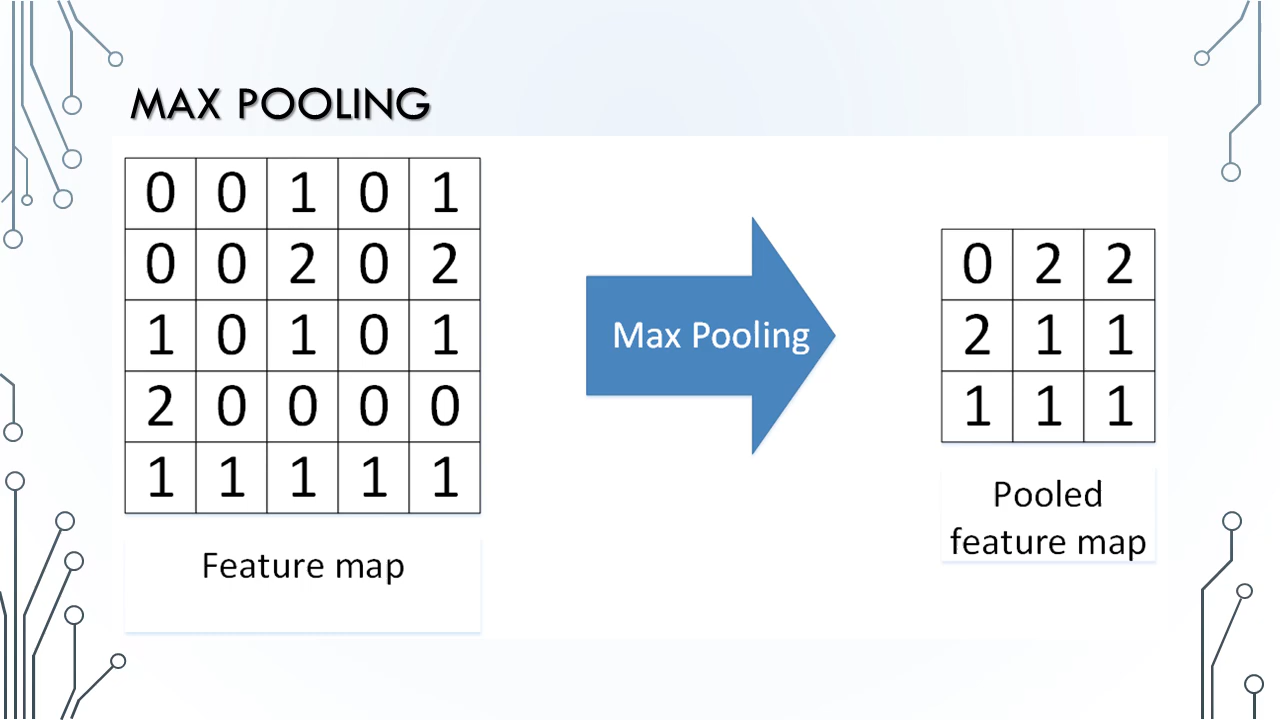 MAX POOLING
0 0 1 0 1
0 0 2 0 2
1 0 1 0 1
2 0 0 0 0
1 1 1 1 1
Feature map
Max Pooling
0 2 2
2 1 1
1 1 1
Pooled
feature map